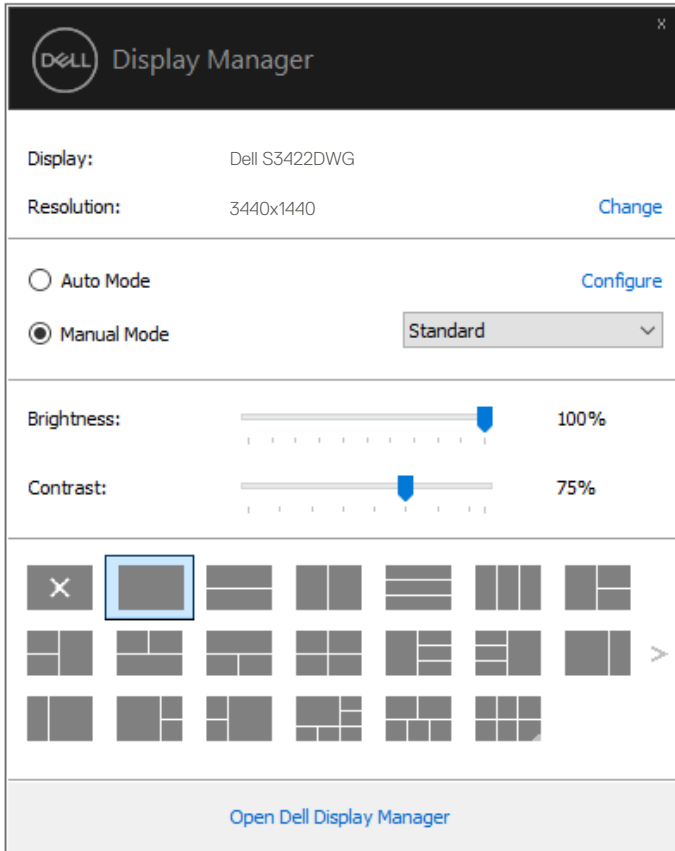 x
DELL Display Manager
Display: Dell S3422DWG
Resolution: 3440x1440 Change
Auto Mode Configure
Manual Mode Standard
Brightness: 100%
Contrast: 75%
Open Dell Display Manager